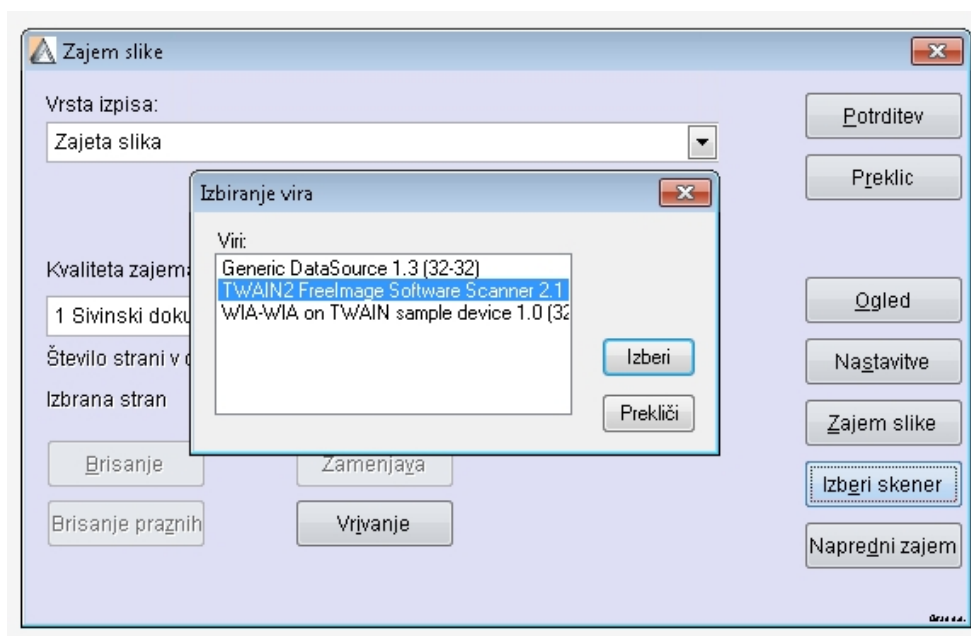 Zajem slike
Vrsta izpisa:
Zajeta slika
Potrditev
Preklic
Izbiranje vira
Viri:
Generic DataSource 1.3 (32-32)
TWAIN2 FreeImage Software Scanner 2.1
WIA-WIA on TWAIN sample device 1.0 (32
Izberi
Prekliči
Kvaliteta zajema
1 Sivinski doku
Število strani v
Izbrana stran
Ogled
Nastavitve
Zajem slike
Izberi skener
Napredni zajem
Brisanje
Zamenjava
Brisanje praznih
Vrivanje